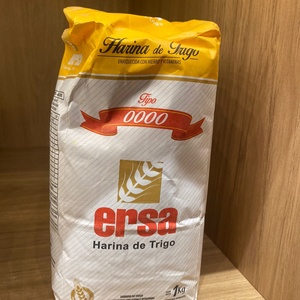 Harina de Trigo
ENRIQUECIDA CON HIERRO Y VITAMINAS
Tipo
0000
ersa
Harina de Trigo
1Kg